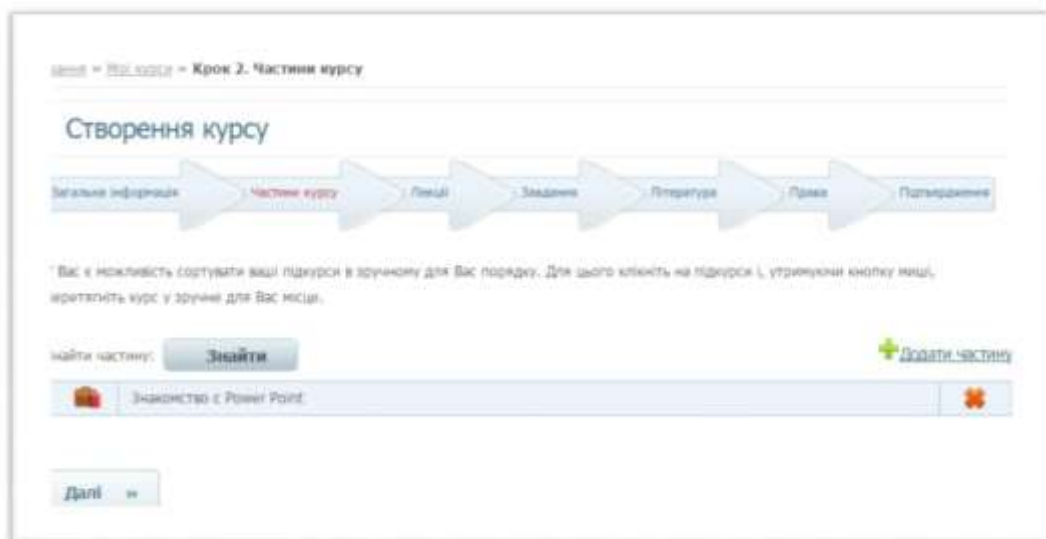 » Мої курси » Крок 2. Частини курсу
Створення курсу
Загальна інформація Частини курсу Лекції Завдання Література Права Підтвердження
Вас є можливість сортувати ваші підкурси в зручному для Вас порядку. Для цього клікніть на підкурси і, утримуючи кнопку миші,
еретягніть курс у зручне для Вас місце.
найти частину: Знайти Додати частину
Знакомство с Power Point
Далі »